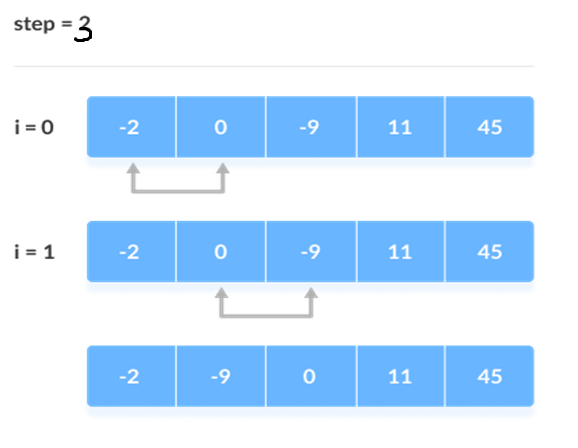 step = 3
i = 0 -2 0 -9 11 45
i = 1 -2 0 -9 11 45
-2 -9 0 11 45